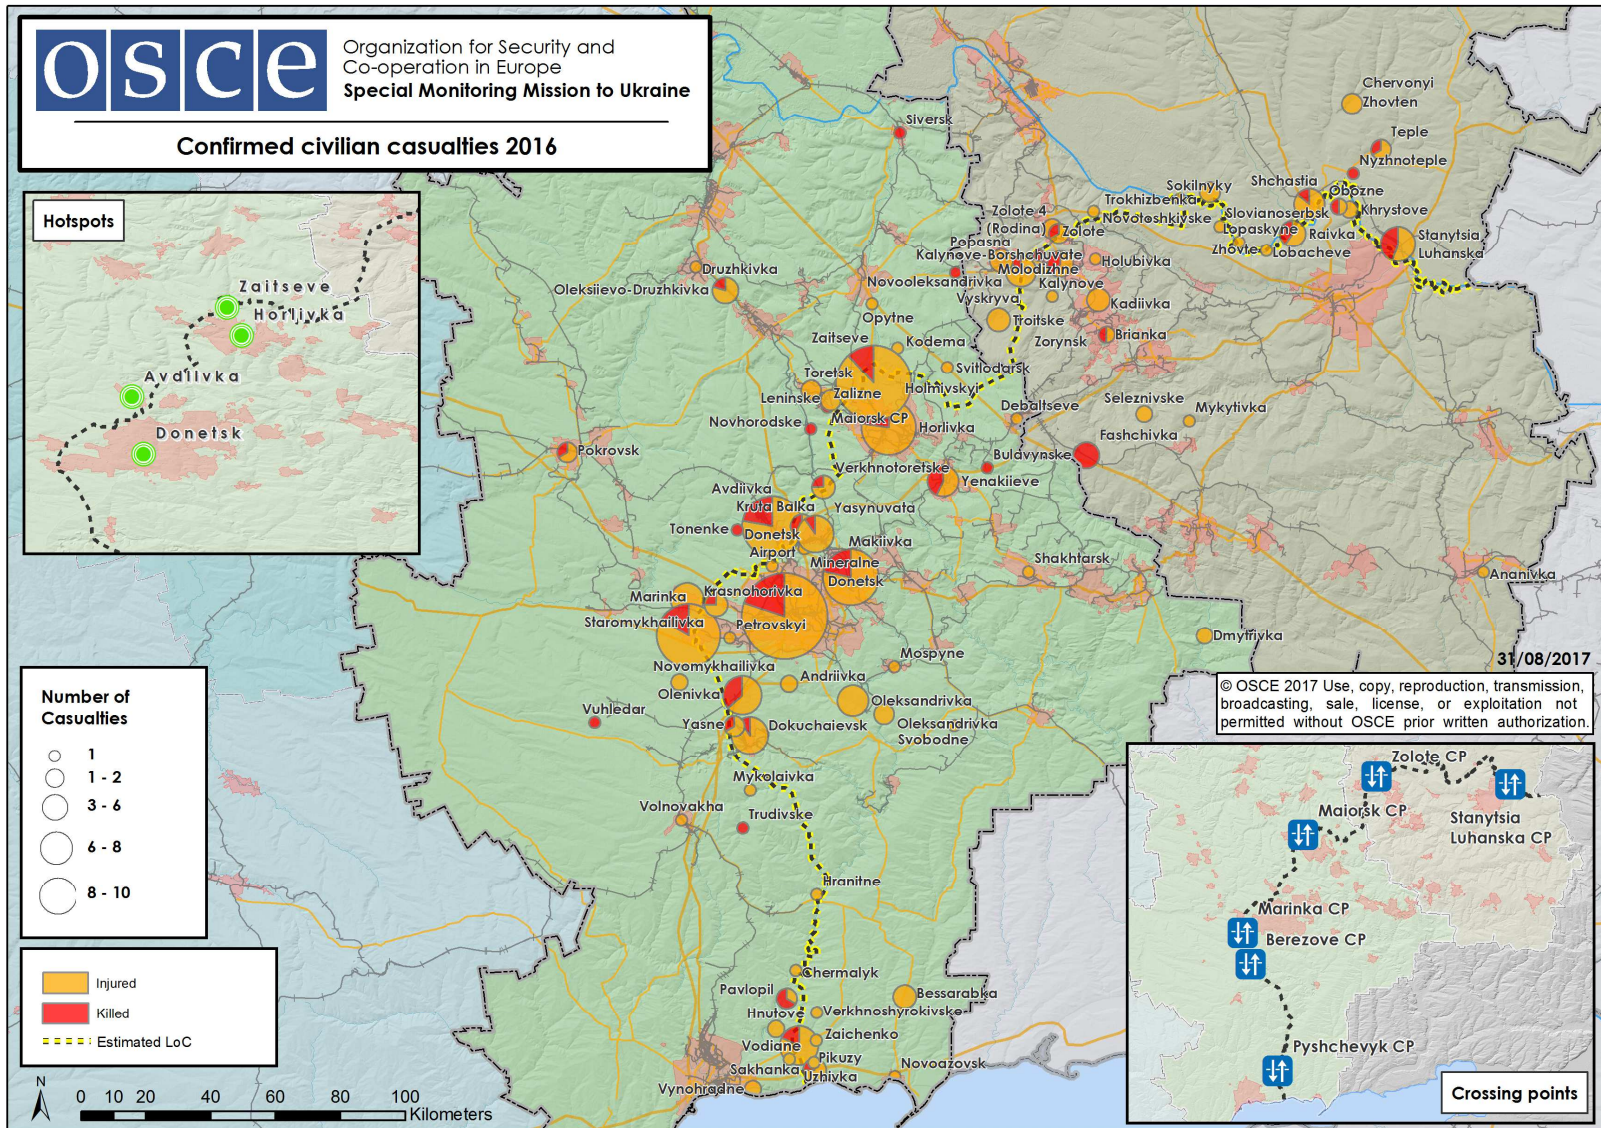 osce
Organization for Security and
Co-operation in Europe
Special Monitoring Mission to Ukraine
Confirmed civilian casualties 2016
Hotspots
Zaitseve
Horlivka
Avdiivka
Donetsk
Number of
Casualties
1
1 - 2
3 - 6
6 - 8
8 - 10
Injured
Killed
Estimated LoC
N
0 10 20 40 60 80 100
Kilometers
Siversk
Chervonyi
Zhovten
Teple
Nyzhnoteple
Shchastia
Sokilnyky
Obozne
Trokhizbenka
Khrystove
Slovianoserbsk
Novotoshkivske
Zolote 4
(Rodina)
Zolote
Lopaskyne
Raivka
Stanytsia
Luhanska
Zhovte
Lobacheve
Popasna
Kalynove-Borshchuvate
Holubivka
Molodizhne
Druzhkivka
Oleksiievo-Druzhkivka
Novooleksandrivka
Kalynove
Vyskryva
Kadiivka
Opytne
Troitske
Zorynsk
Brianka
Zaitseve
Kodema
Svitlodarsk
Toretsk
Holmivskyi
Leninske
Zalizne
Maiorsk CP
Debaltseve
Seleznivske
Mykytivka
Novhorodske
Horlivka
Fashchivka
Bulavynske
Pokrovsk
Verkhnotoretske
Yenakiieve
Avdiivka
Kruta Balka
Yasynuvata
Tonenke
Donetsk
Airport
Makiivka
Mineralne
Shakhtarsk
Ananivka
Donetsk
Krasnohorivka
Marinka
Staromykhailivka
Petrovskyi
Dmytrivka
Novomykhailivka
Mospyne
Andriivka
Olenivka
Oleksandrivka
Vuhledar
Yasne
Dokuchaievsk
Oleksandrivka
Svobodne
Mykolaivka
Volnovakha
Trudivske
Hranitne
Chermalyk
Pavlopil
Bessarabka
Hnutove
Verkhnoshyrokivske
Zaichenko
Vodiane
Pikuzy
Sakhanka
Uzhivka
Novoazovsk
Vynohradne
31/08/2017
© OSCE 2017 Use, copy, reproduction, transmission,
broadcasting, sale, license, or exploitation not
permitted without OSCE prior written authorization.
Zolote CP
Maiorsk CP
Stanytsia
Luhanska CP
Marinka CP
Berezove CP
Pyshchevyk CP
Crossing points